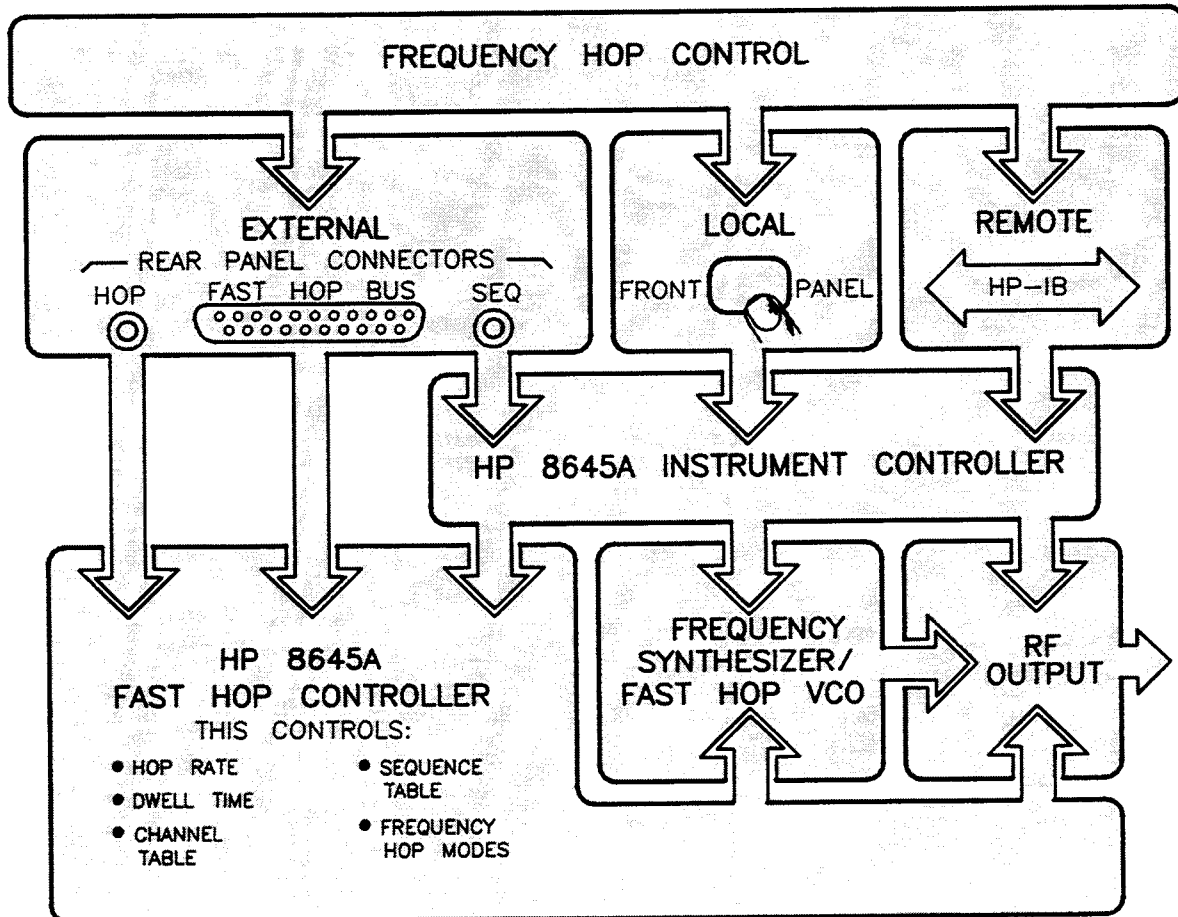 FREQUENCY HOP CONTROL
EXTERNAL
REAR PANEL CONNECTORS
HOP
FAST HOP BUS
SEQ
LOCAL
FRONT PANEL
REMOTE
HP-IB
HP 8645A INSTRUMENT CONTROLLER
HP 8645A
FAST HOP CONTROLLER
THIS CONTROLS:
• HOP RATE
• DWELL TIME
• CHANNEL
TABLE
• SEQUENCE
TABLE
• FREQUENCY
HOP MODES
FREQUENCY
SYNTHESIZER/
FAST HOP VCO
RF
OUTPUT